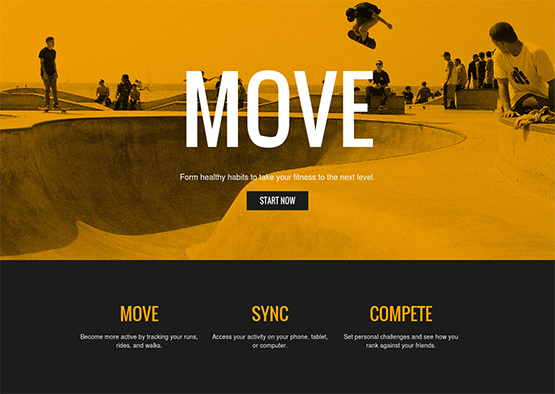 MOVE
Form healthy habits to take your fitness to the next level.
START NOW
MOVE
Become more active by tracking your runs,
rides, and walks.
SYNC
Access your activity on your phone, tablet,
or computer.
COMPETE
Set personal challenges and see how you
rank against your friends.